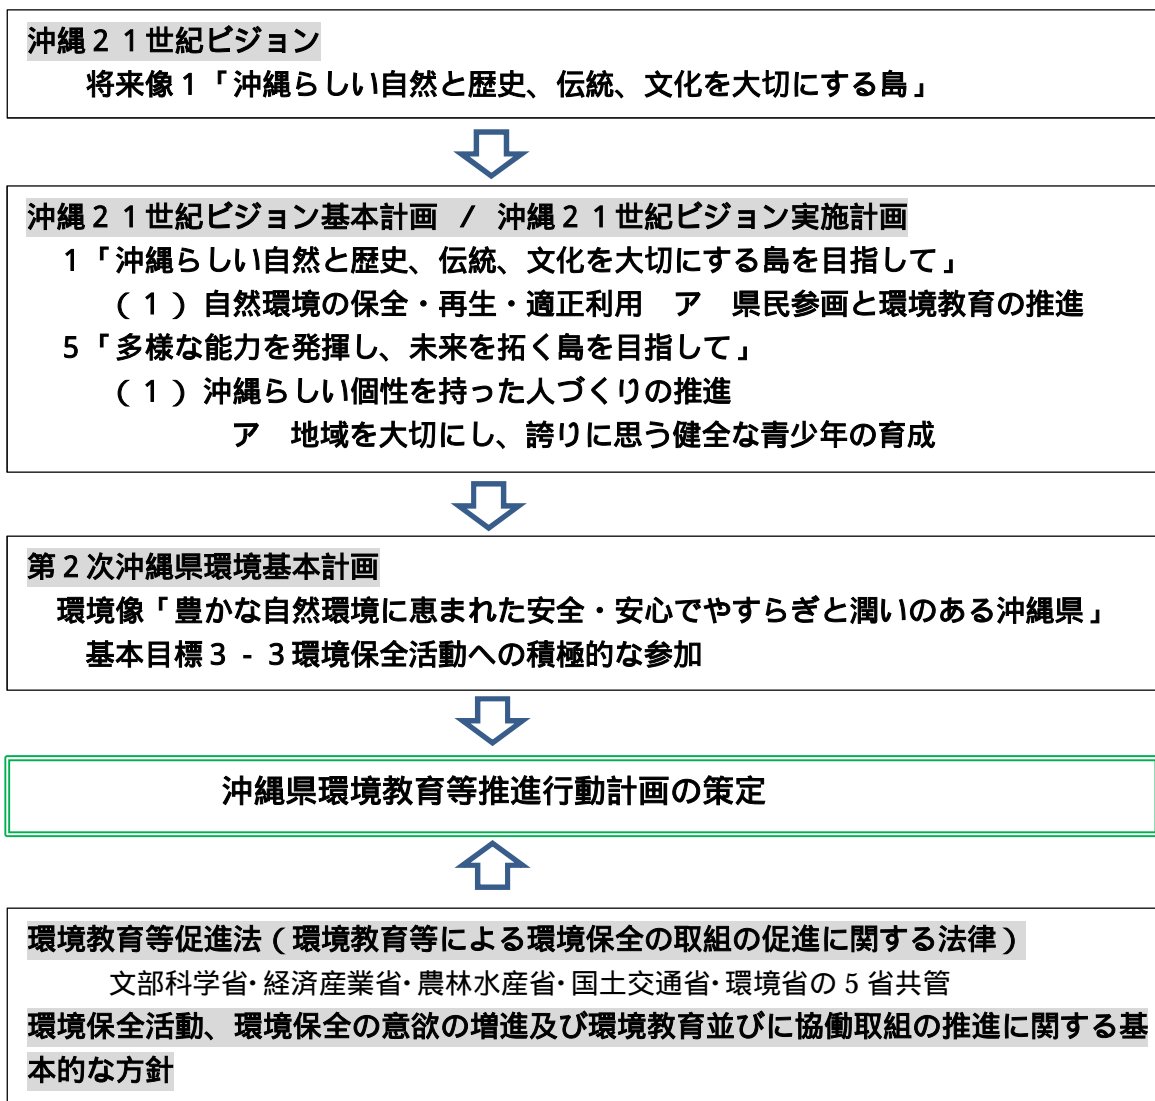 沖縄２１世紀ビジョン
将来像１「沖縄らしい自然と歴史、伝統、文化を大切にする島」
沖縄２１世紀ビジョン基本計画 / 沖縄２１世紀ビジョン実施計画
１「沖縄らしい自然と歴史、伝統、文化を大切にする島を目指して」
（１）自然環境の保全・再生・適正利用　ア　県民参画と環境教育の推進
５「多様な能力を発揮し、未来を拓く島を目指して」
（１）沖縄らしい個性を持った人づくりの推進
ア　地域を大切にし、誇りに思う健全な青少年の育成
第２次沖縄県環境基本計画
環境像「豊かな自然環境に恵まれた安全・安心でやすらぎと潤いのある沖縄県」
基本目標３-３環境保全活動への積極的な参加
沖縄県環境教育等推進行動計画の策定
環境教育等促進法（環境教育等による環境保全の取組の促進に関する法律）
文部科学省･経済産業省･農林水産省･国土交通省･環境省の 5 省共管
環境保全活動、環境保全の意欲の増進及び環境教育並びに協働取組の推進に関する基
本的な方針